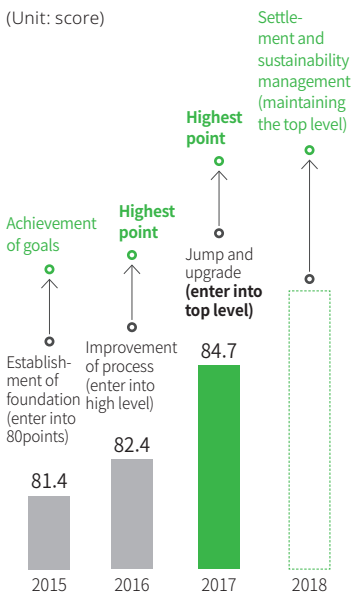 (Unit: score)
Settle-
ment and
sustainability
management
(maintaining
the top level)
Highest
point
Achievement
of goals
Highest
point
Jump and
upgrade
(enter into
top level)
Establish-
ment of
foundation
(enter into
80points)
Improvement
of process
(enter into
high level)
84.7
82.4
81.4
2015
2016
2017
2018